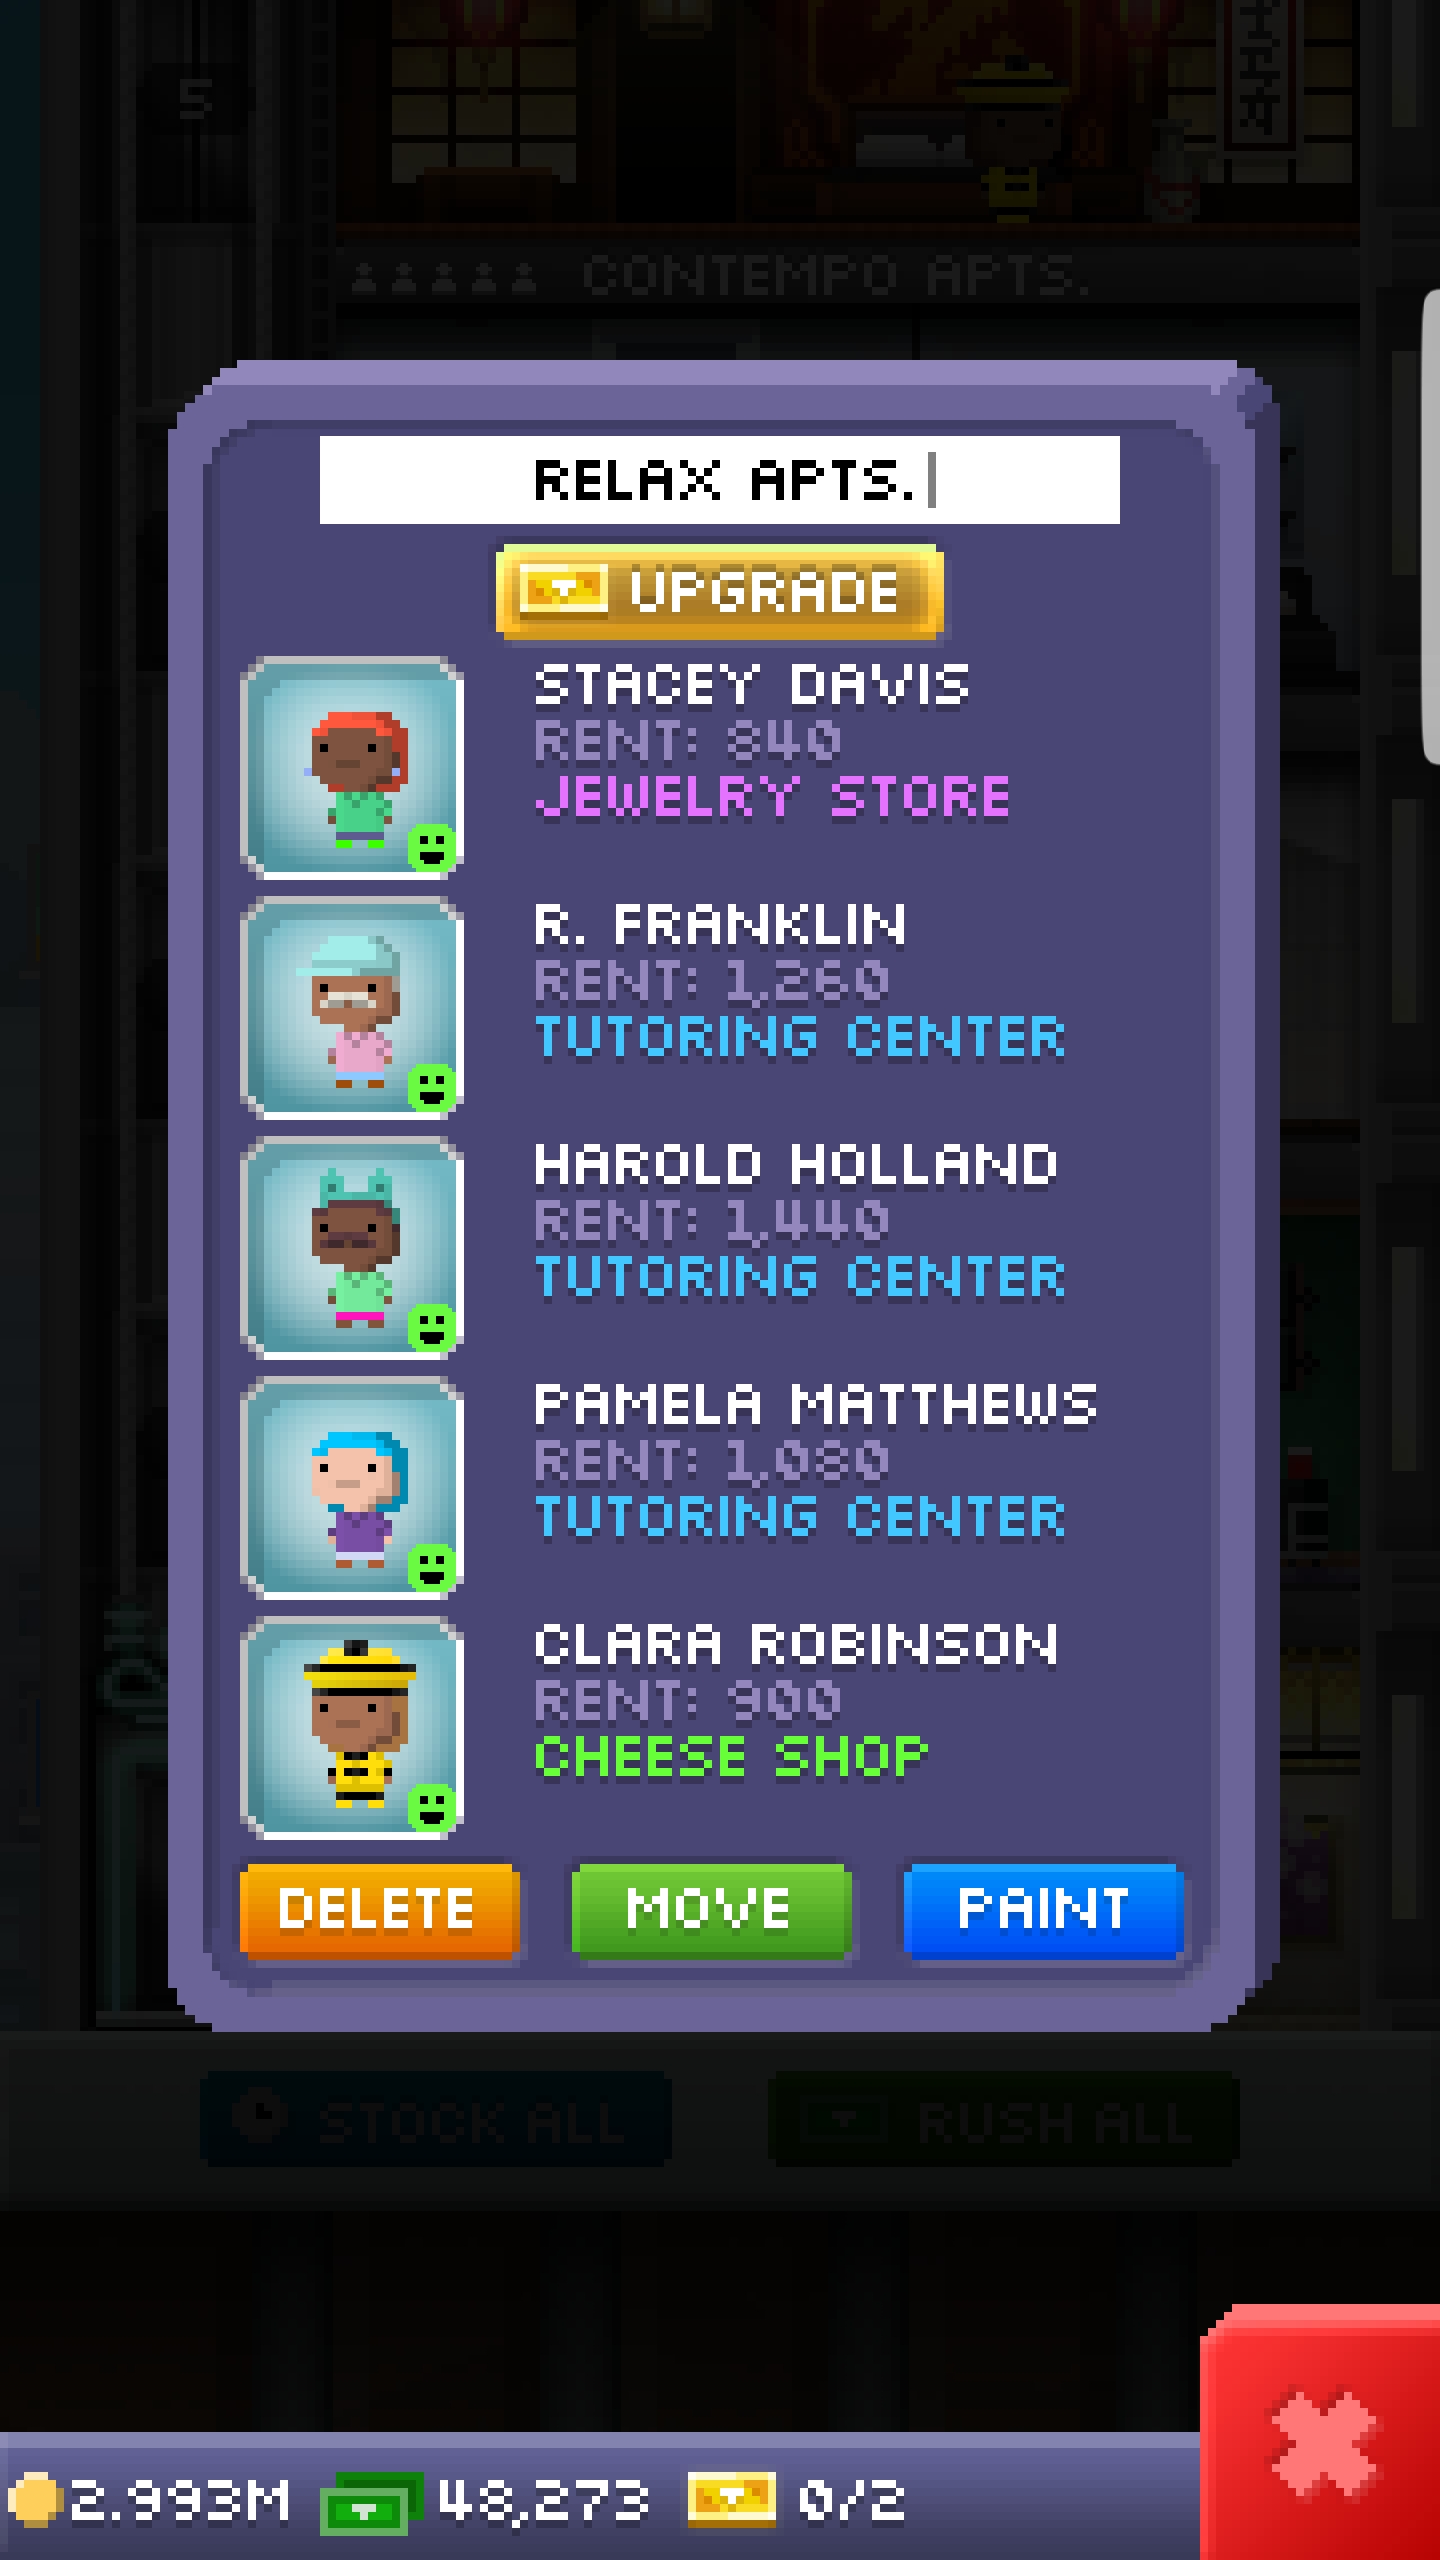 5
CONTEMPO APTS.
RELAX APTS.
UPGRADE
STACEY DAVIS
RENT: 840
JEWELRY STORE
R. FRANKLIN
RENT: 1,260
TUTORING CENTER
HAROLD HOLLAND
RENT: 1,440
TUTORING CENTER
PAMELA MATTHEWS
RENT: 1,080
TUTORING CENTER
CLARA ROBINSON
RENT: 900
CHEESE SHOP
DELETE MOVE PAINT
STOCK ALL RUSH ALL
2.993M 48,273 0/2